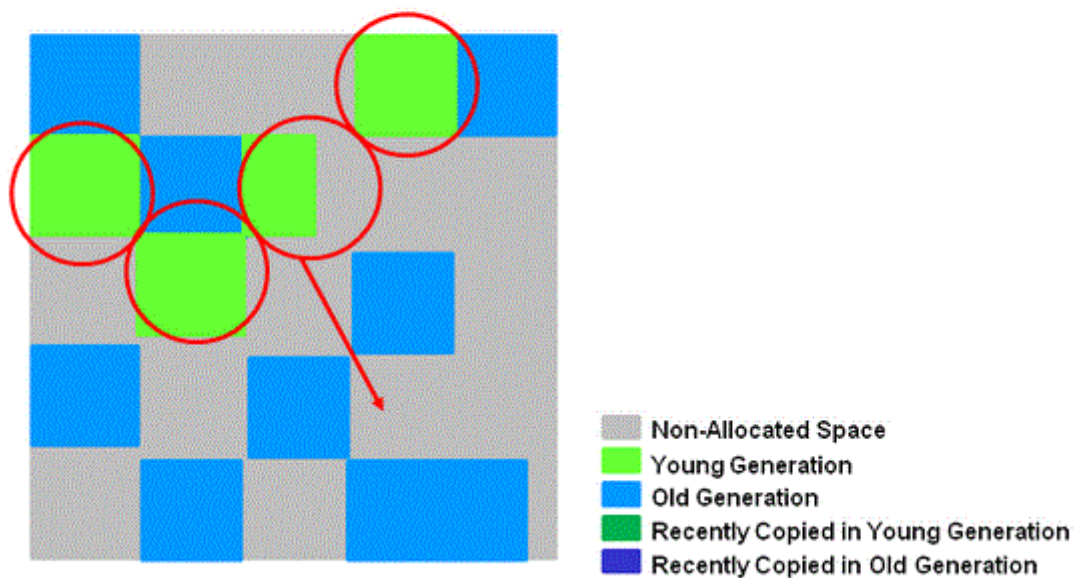 Non-Allocated Space
Young Generation
Old Generation
Recently Copied in Young Generation
Recently Copied in Old Generation